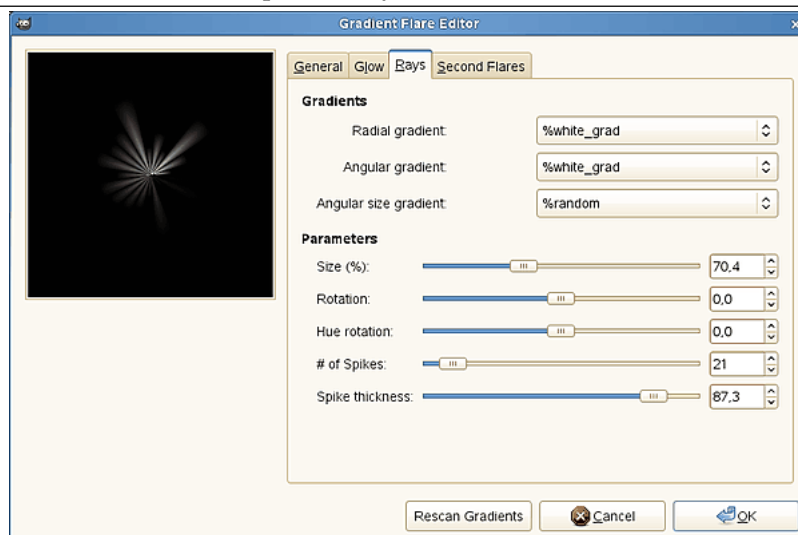 Gradient Flare Editor
General Glow Rays Second Flares
Gradients
Radial gradient: %white_grad
Angular gradient: %white_grad
Angular size gradient: %random
Parameters
Size (%): 70,4
Rotation: 0,0
Hue rotation: 0,0
# of Spikes: 21
Spike thickness: 87,3
Rescan Gradients Cancel OK